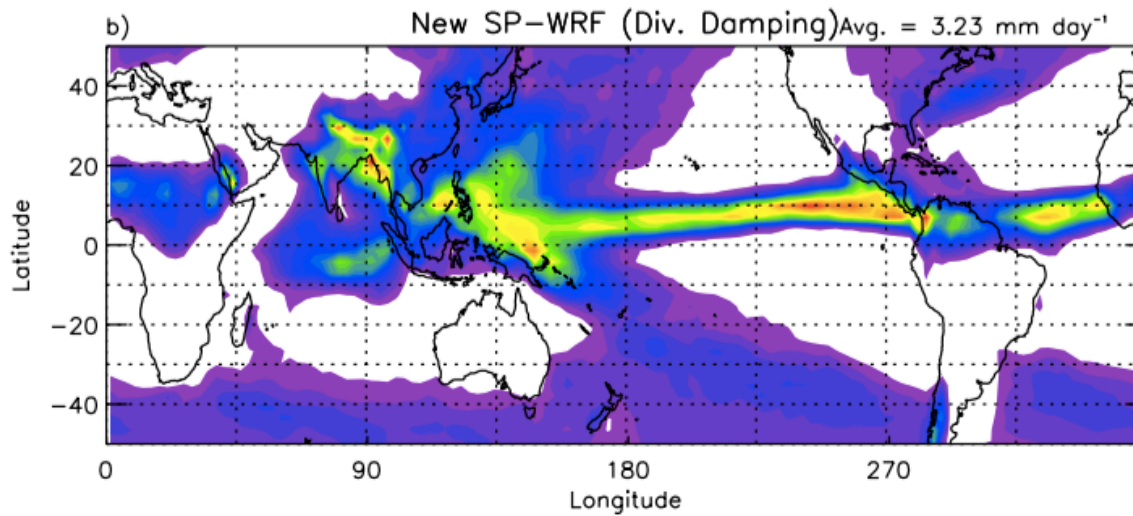 b) New SP-WRF (Div. Damping) Avg. = 3.23 mm day⁻¹
40
20
0
−20
−40
Latitude
0 90 180 270
Longitude